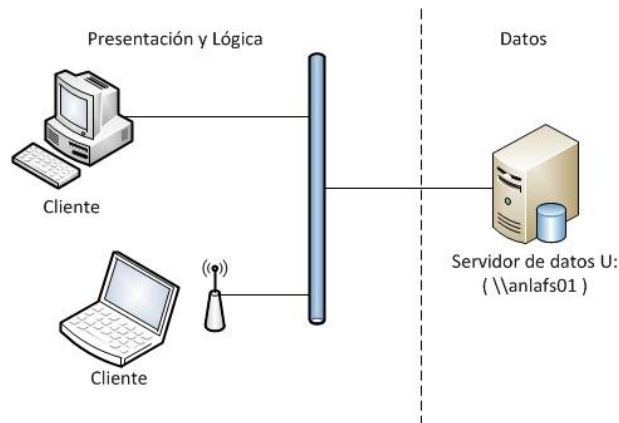 Presentación y Lógica
Datos
Cliente
Servidor de datos U:
( \\anlafs01 )
Cliente